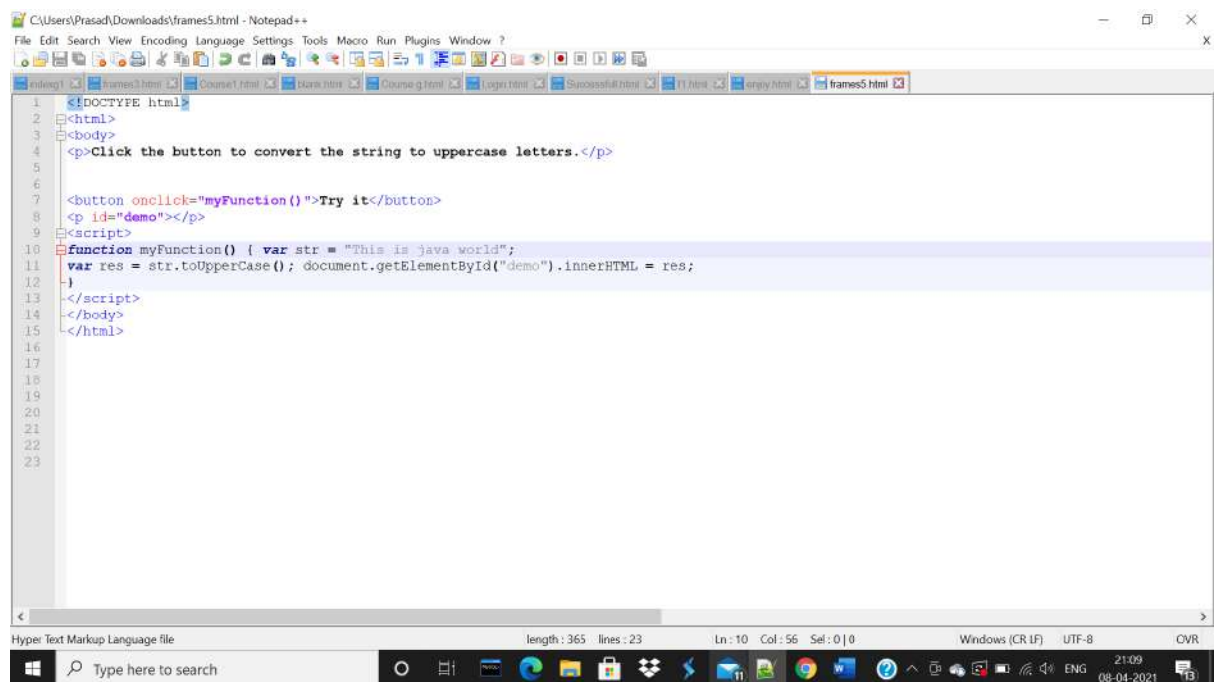 C:\Users\Prasad\Downloads\frames5.html - Notepad++
File Edit Search View Encoding Language Settings Tools Macro Run Plugins Window ?
X
frames5.html
1 <!DOCTYPE html>
2 <html>
3 <body>
4 <p>Click the button to convert the string to uppercase letters.</p>
5
6
7 <button onclick="myFunction()">Try it</button>
8 <p id="demo"></p>
9 <script>
10 function myFunction() { var str = "This is java world";
11 var res = str.toUpperCase(); document.getElementById("demo").innerHTML = res;
12 }
13 </script>
14 </body>
15 </html>
16
17
18
19
20
21
22
23
Hyper Text Markup Language file length : 365 lines : 23 Ln : 10 Col : 56 Sel : 0 | 0 Windows (CR LF) UTF-8 OVR
Type here to search
11
ENG
21:09
08-04-2021
13